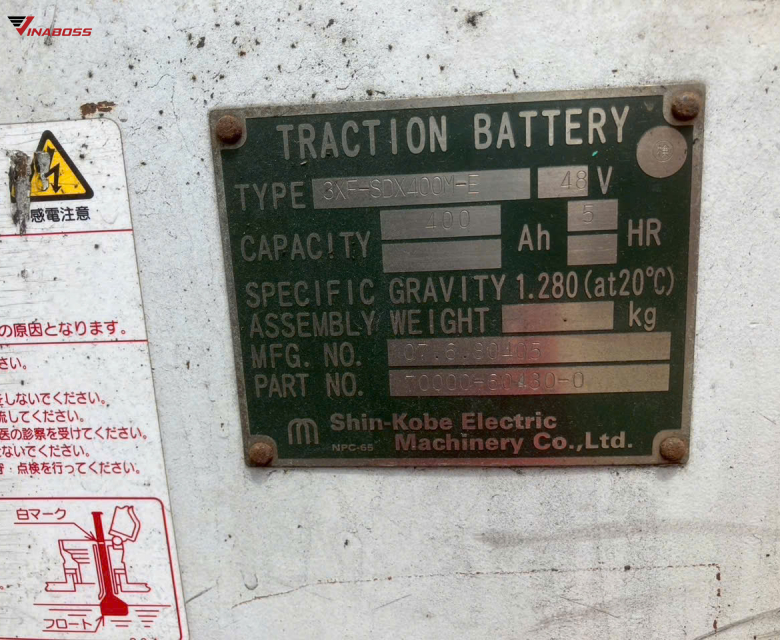 VINABOSS
TRACTION BATTERY
TYPE 3XF-SDX400M-E 48 V
CAPACITY 400 Ah 5 HR
SPECIFIC GRAVITY 1.280 (at20°C)
ASSEMBLY WEIGHT kg
MFG. NO.
PART NO.
Shin-Kobe Electric
NPC-65 Machinery Co.,Ltd.
感電注意
の原因となります。
さい。
しないでください。
流してください。
医の診察を受けてください。
ないでください。
・点検を行ってください。
白マーク
フロート